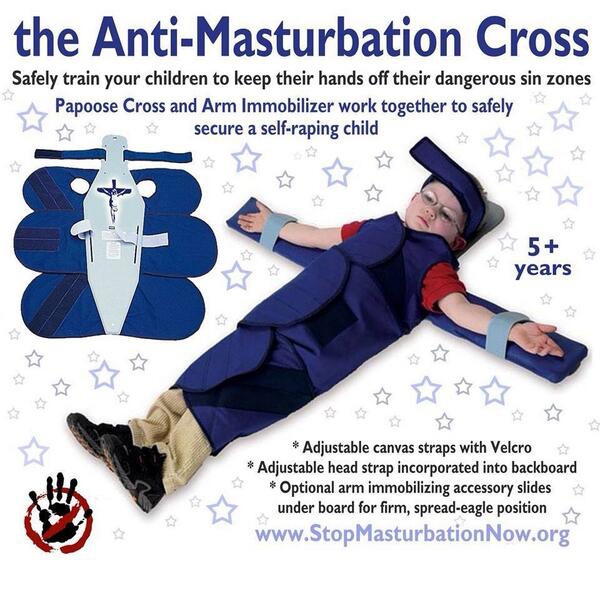 the Anti-Masturbation Cross
Safely train your children to keep their hands off their dangerous sin zones
Papoose Cross and Arm Immobilizer work together to safely
secure a self-raping child
5+
years
* Adjustable canvas straps with Velcro
* Adjustable head strap incorporated into backboard
* Optional arm immobilizing accessory slides
under board for firm, spread-eagle position
www.StopMasturbationNow.org